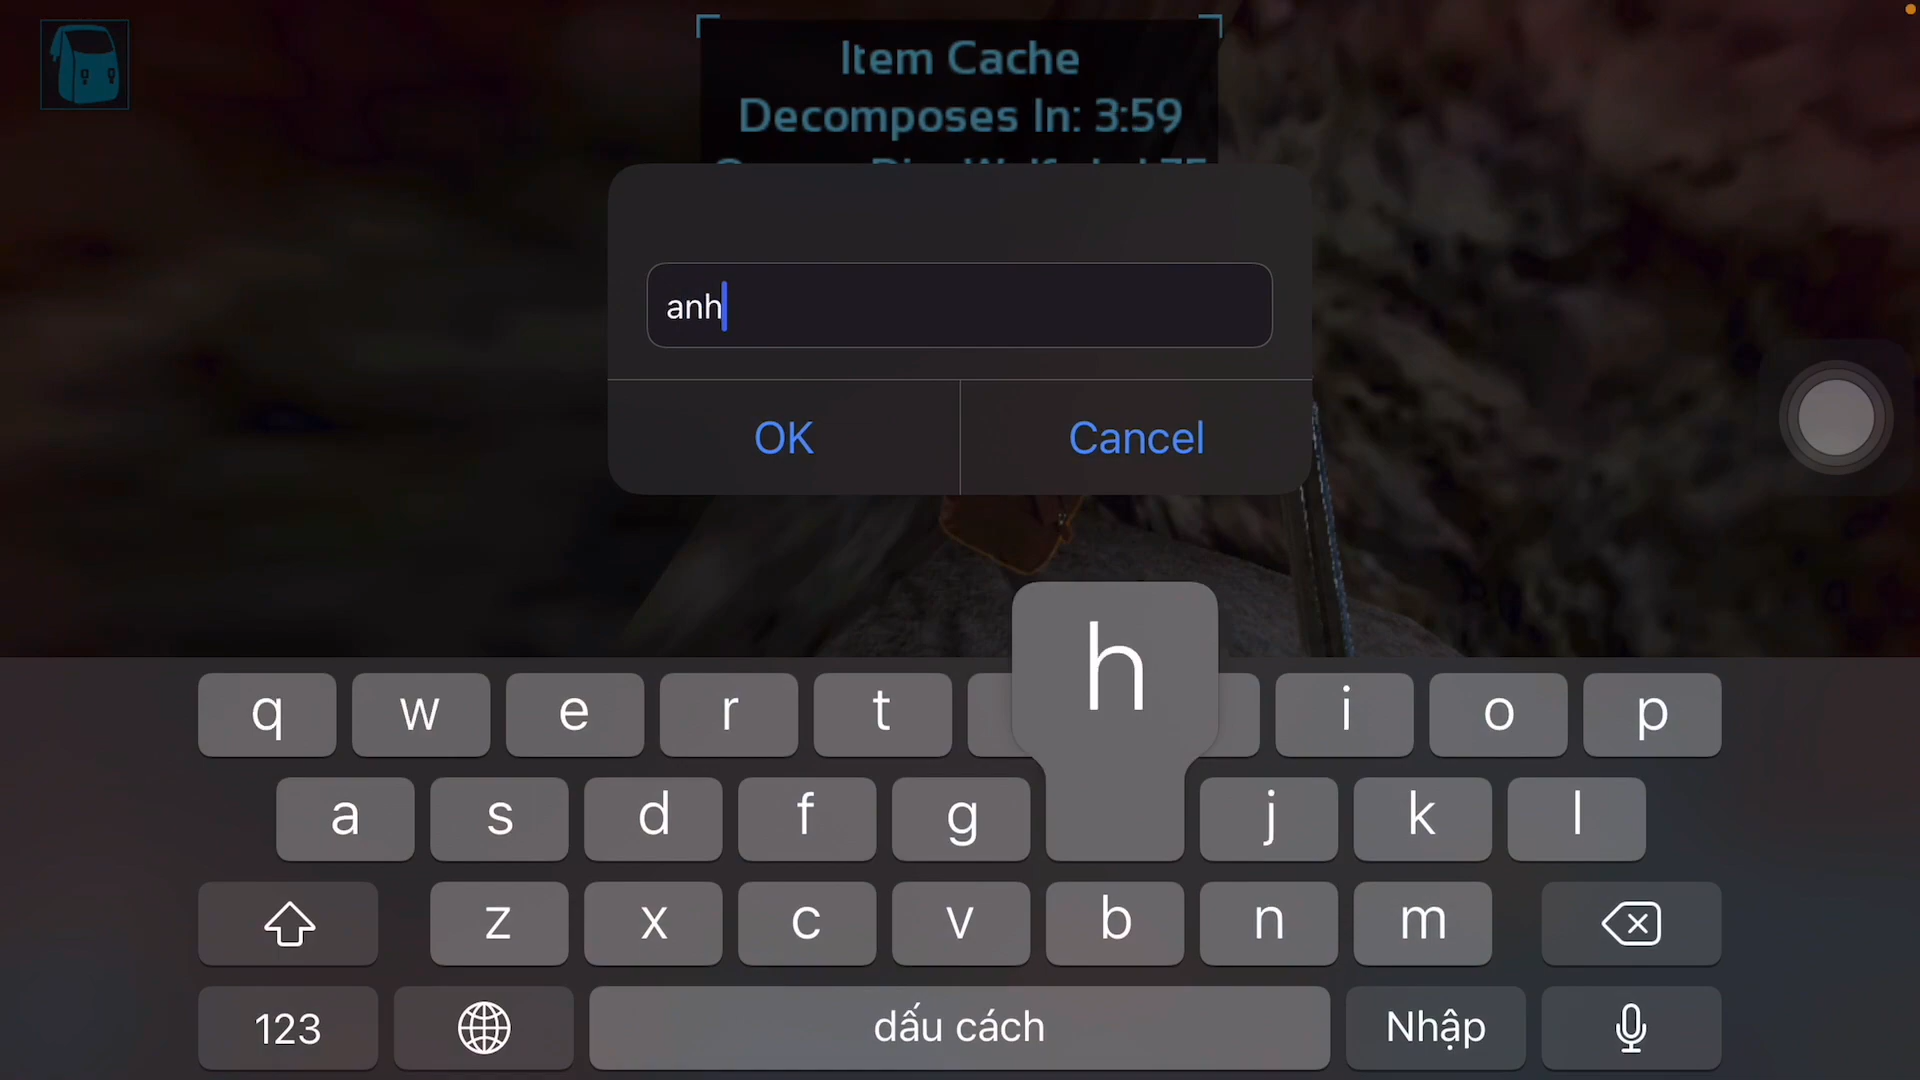 Item Cache
Decomposes In: 3:59
anh
OK Cancel
h
q w e r t i o p
a s d f g j k l
z x c v b n m
123 dấu cách Nhập